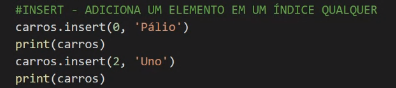 #INSERT - ADICIONA UM ELEMENTO EM UM ÍNDICE QUALQUER
carros.insert(0, 'Pálio')
print(carros)
carros.insert(2, 'Uno')
print(carros)